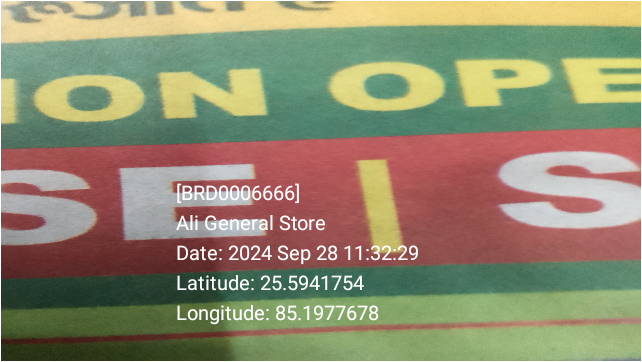 ION OPE
SE | S
[BRD0006666]
Ali General Store
Date: 2024 Sep 28 11:32:29
Latitude: 25.5941754
Longitude: 85.1977678